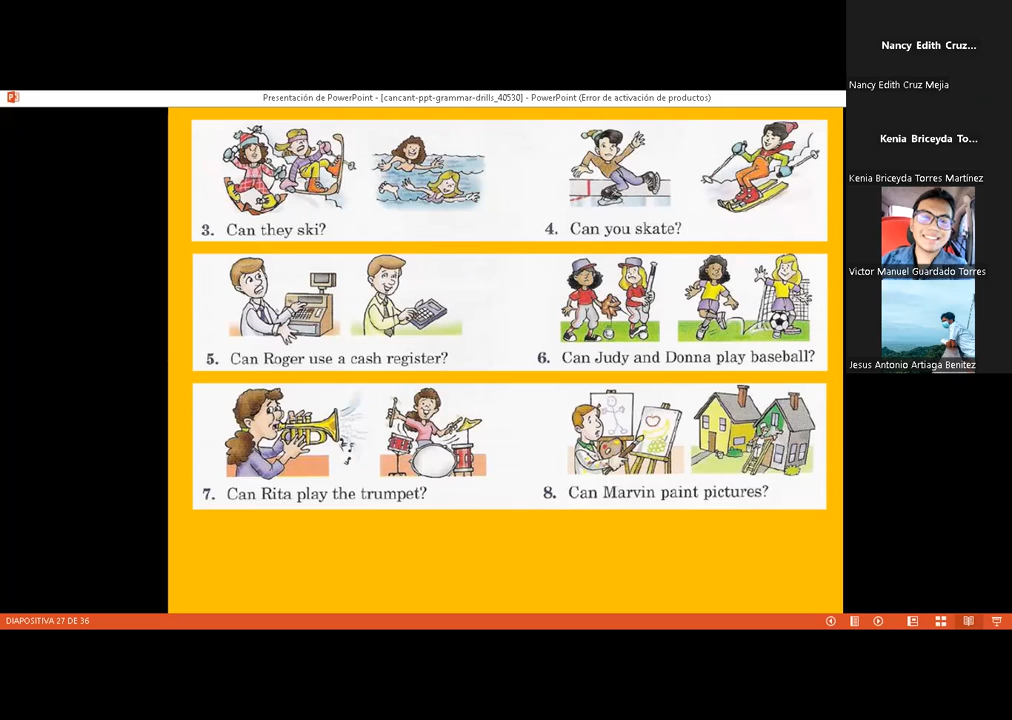 Nancy Edith Cruz...
Nancy Edith Cruz Mejia
Presentación de PowerPoint - [cancant-ppt-grammar-drills_40530] - PowerPoint (Error de activación de productos)
Kenia Briceyda To...
Kenia Briceyda Torres Martínez
3. Can they ski?
4. Can you skate?
Victor Manuel Guardado Torres
5. Can Roger use a cash register?
6. Can Judy and Donna play baseball?
Jesus Antonio Artiaga Benitez
7. Can Rita play the trumpet?
8. Can Marvin paint pictures?
DIAPOSITIVA 27 DE 36